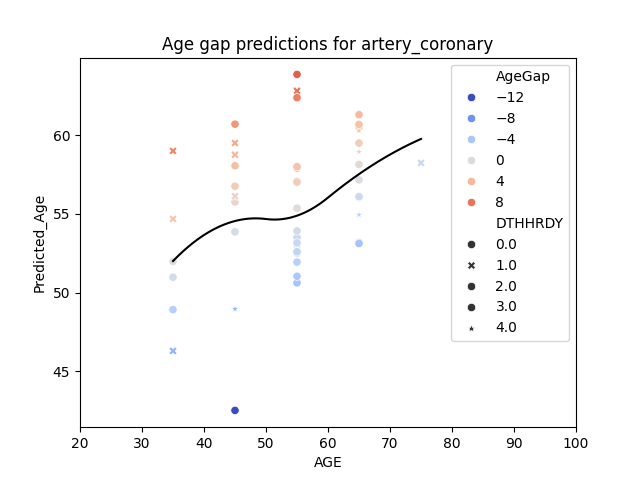 Age gap predictions for artery_coronary
Predicted_Age
60
55
50
45
20 30 40 50 60 70 80 90 100
AGE
AgeGap
−12
−8
−4
0
4
8
DTHHRDY
0.0
1.0
2.0
3.0
4.0